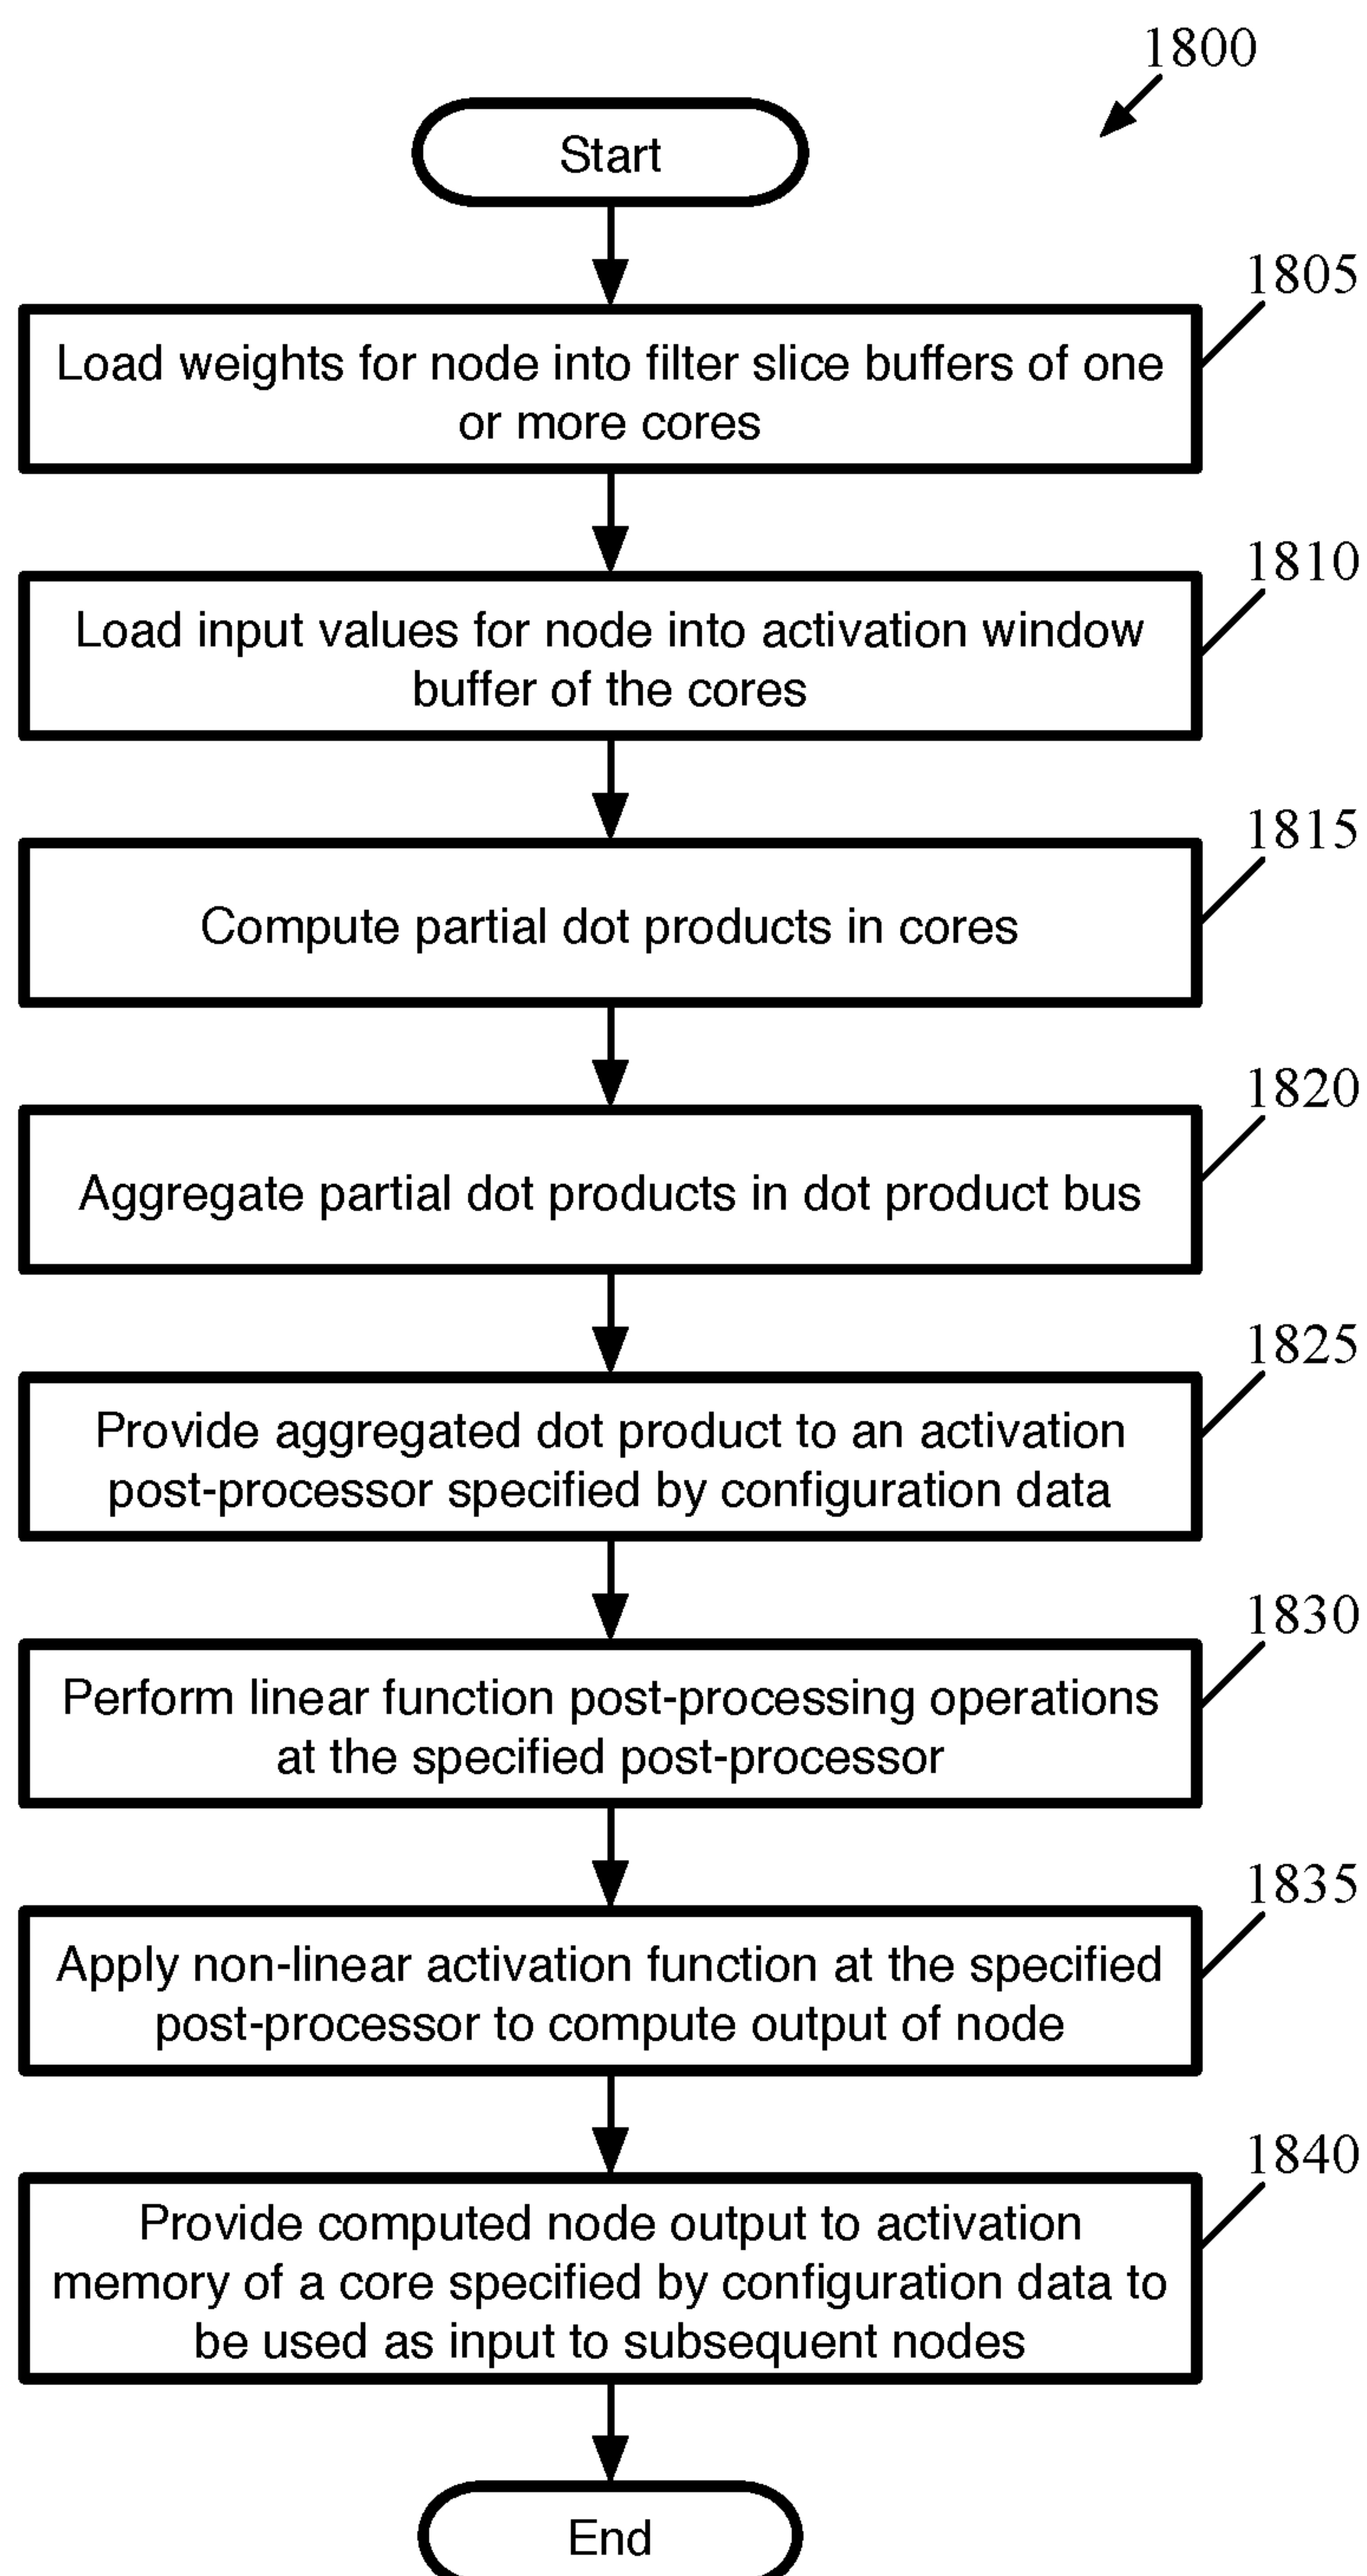 1800
Start
1805
Load weights for node into filter slice buffers of one
or more cores
1810
Load input values for node into activation window
buffer of the cores
1815
Compute partial dot products in cores
1820
Aggregate partial dot products in dot product bus
1825
Provide aggregated dot product to an activation
post-processor specified by configuration data
1830
Perform linear function post-processing operations
at the specified post-processor
1835
Apply non-linear activation function at the specified
post-processor to compute output of node
1840
Provide computed node output to activation
memory of a core specified by configuration data to
be used as input to subsequent nodes
End